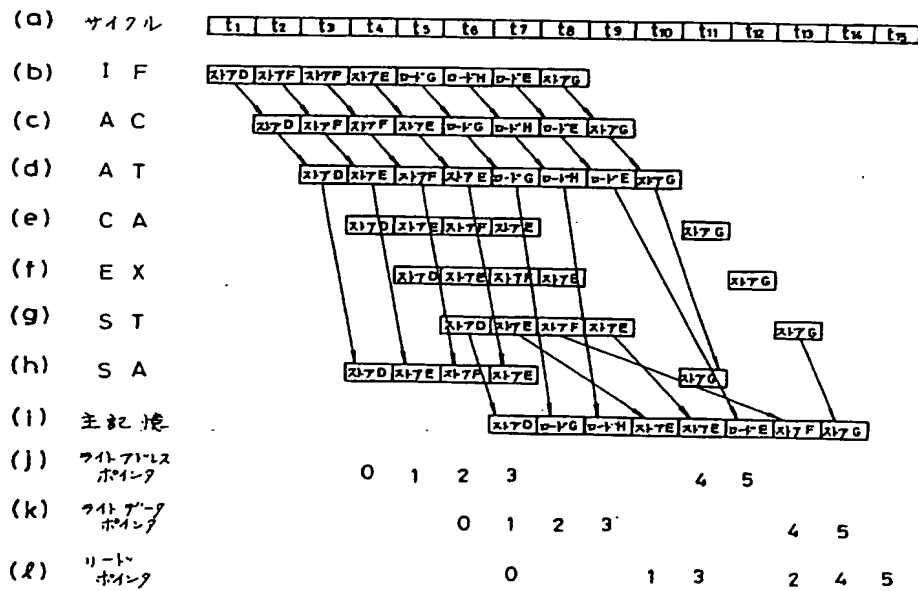 (a) サイクル t1 t2 t3 t4 t5 t6 t7 t8 t9 t10 t11 t12 t13 t14 t15
(b) I F ストアD ストアF ストアF ストアE ロードG ロードH ロードE ストアG
(c) A C ストアD ストアF ストアF ストアE ロードG ロードH ロードE ストアG
(d) A T ストアD ストアE ストアF ストアE ロードG ロードH ロードE ストアG
(e) C A ストアD ストアE ストアF ストアE ストアG
(f) E X ストアD ストアE ストアF ストアE ストアG
(g) S T ストアD ストアE ストアF ストアE ストアG
(h) S A ストアD ストアE ストアF ストアE ストアG
(i) 主記憶 ストアD ロードG ロードH ストアE ストアE ロードE ストアF ストアG
(j) ライトアドレス
ポインタ 0 1 2 3 4 5
(k) ライトデータ
ポインタ 0 1 2 3 4 5
(ℓ) リード
ポインタ 0 1 3 2 4 5